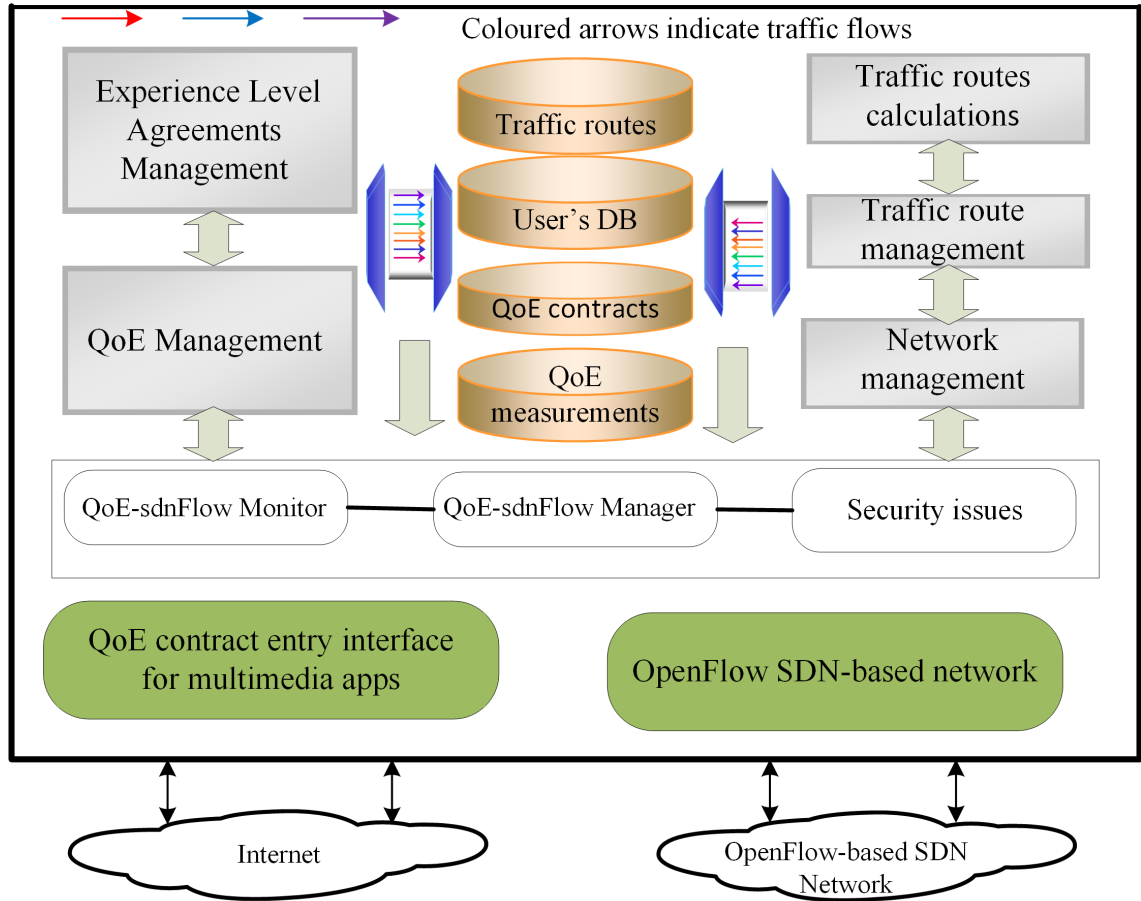 Coloured arrows indicate traffic flows
Experience Level
Agreements
Management
QoE Management
Traffic routes
User's DB
QoE contracts
QoE
measurements
Traffic routes
calculations
Traffic route
management
Network
management
QoE-sdnFlow Monitor
QoE-sdnFlow Manager
Security issues
QoE contract entry interface
for multimedia apps
OpenFlow SDN-based network
Internet
OpenFlow-based SDN
Network